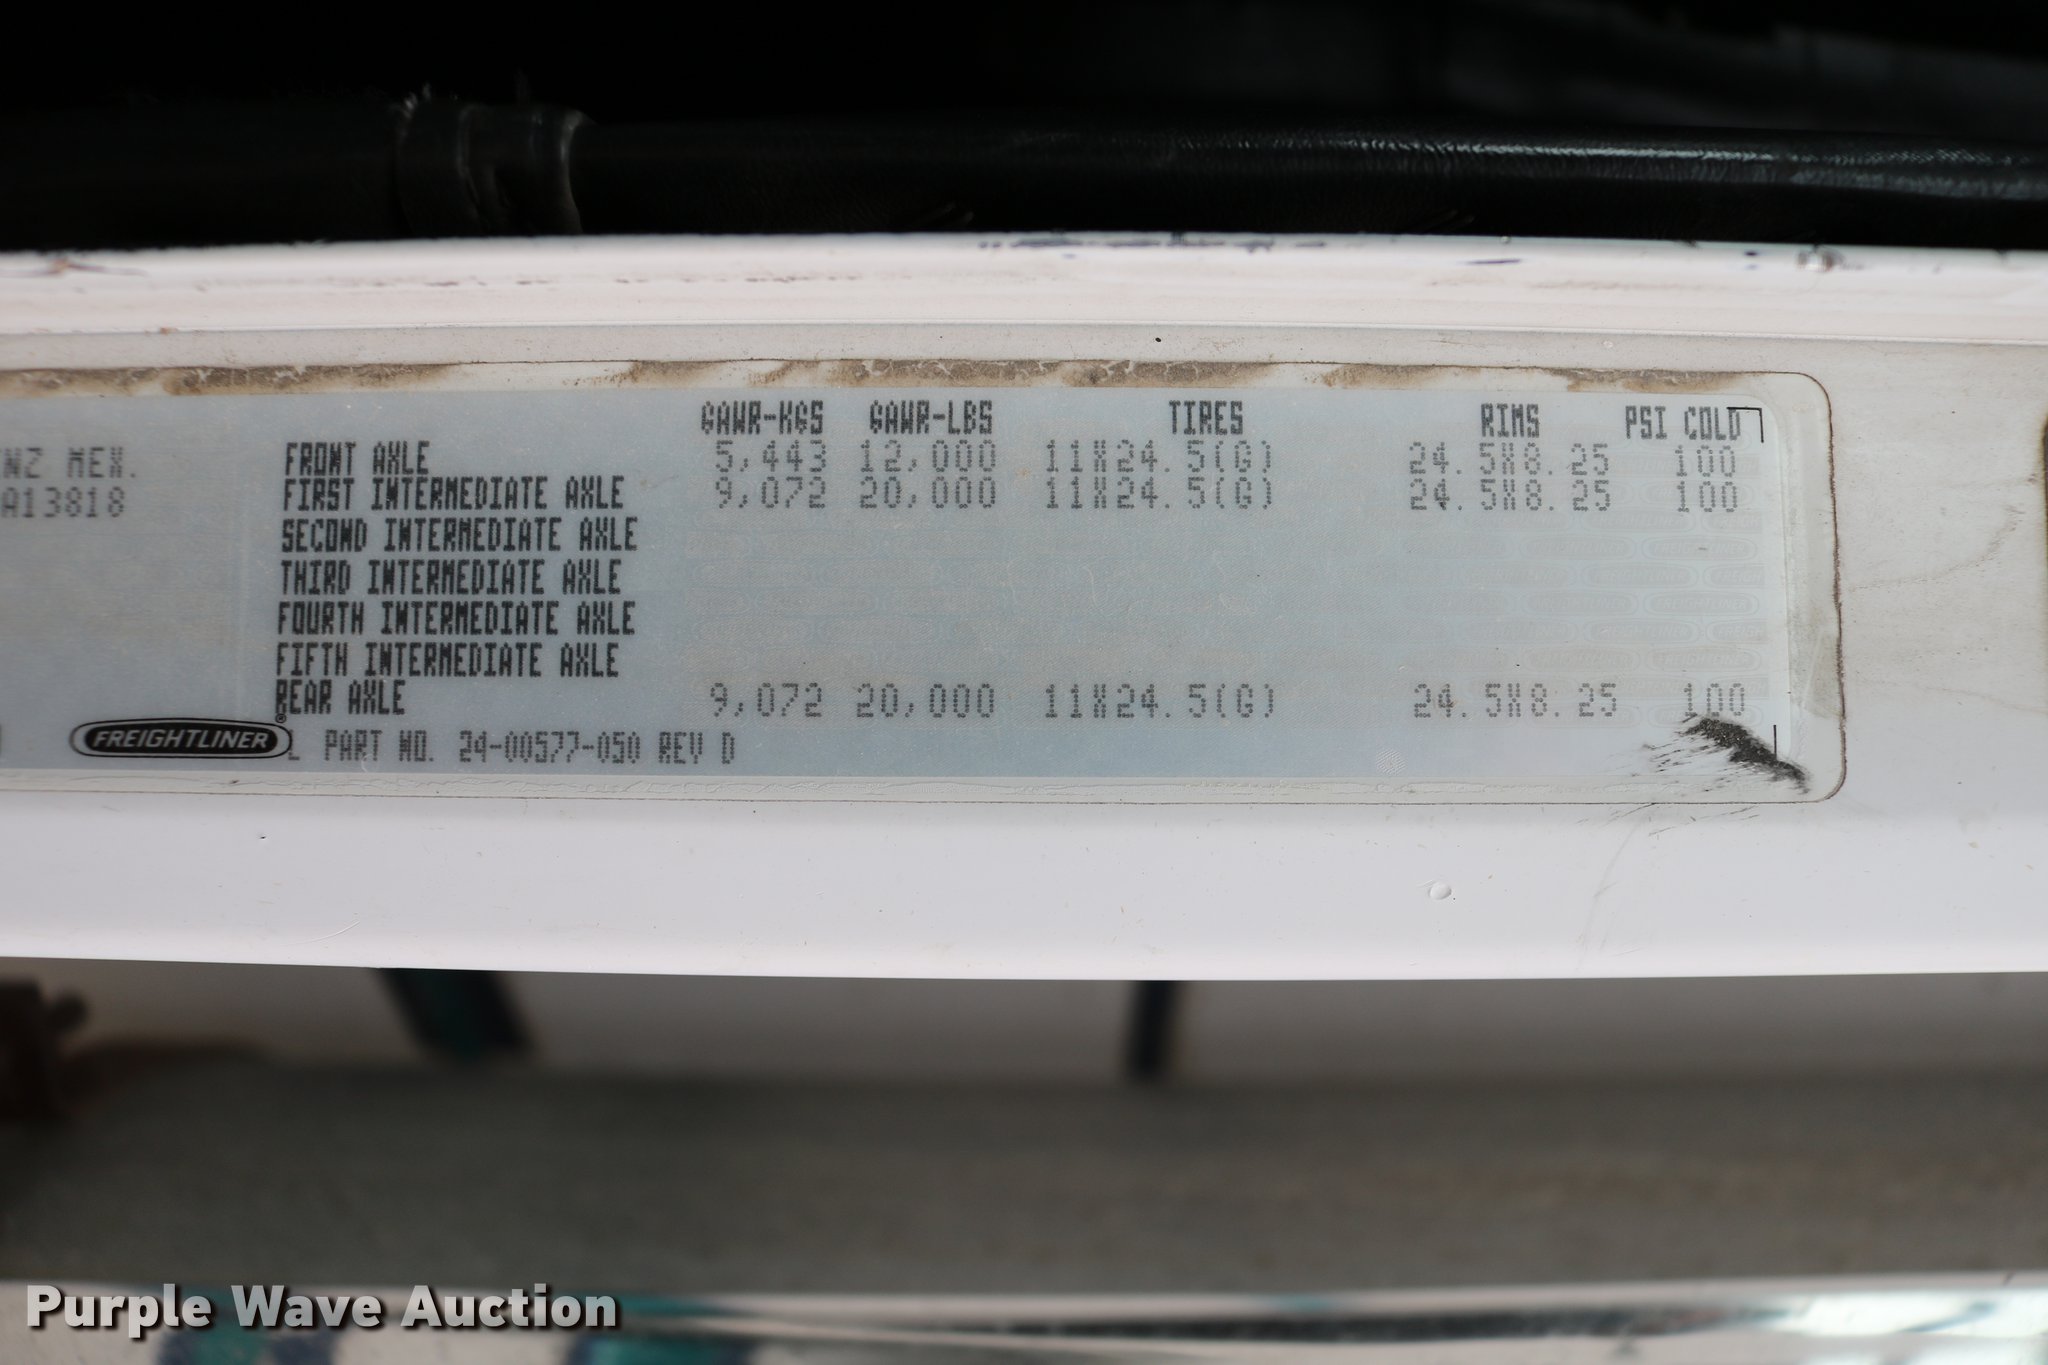 GAWR-KGS GAWR-LBS TIRES RIMS PSI COLD
MEX. FRONT AXLE 5,443 12,000 11X24.5(G) 24.5X8.25 100
A13818 FIRST INTERMEDIATE AXLE 9,072 20,000 11X24.5(G) 24.5X8.25 100
SECOND INTERMEDIATE AXLE
THIRD INTERMEDIATE AXLE
FOURTH INTERMEDIATE AXLE
FIFTH INTERMEDIATE AXLE
REAR AXLE 9,072 20,000 11X24.5(G) 24.5X8.25 100
FREIGHTLINER® L PART NO. 24-00577-050 REV D
Purple Wave Auction